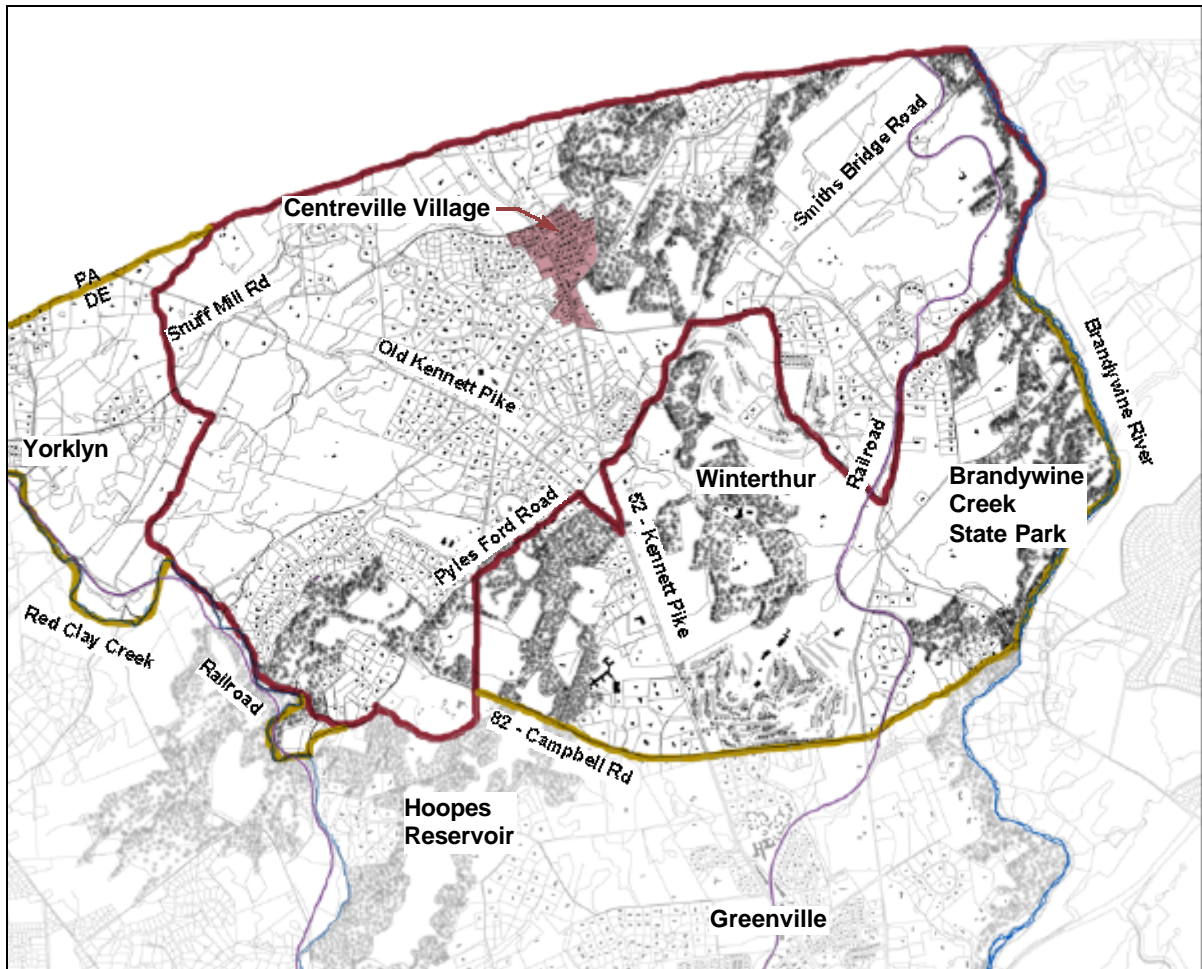 Smiths Bridge Road
Centreville Village
PA
DE
Snuff Mill Rd
Old Kennett Pike
Brandywine River
Yorklyn
Railroad
Winterthur
Brandywine
Creek
State Park
Pyles Ford Road
52 - Kennett Pike
Red Clay Creek
Railroad
82 - Campbell Rd
Hoopes
Reservoir
Greenville